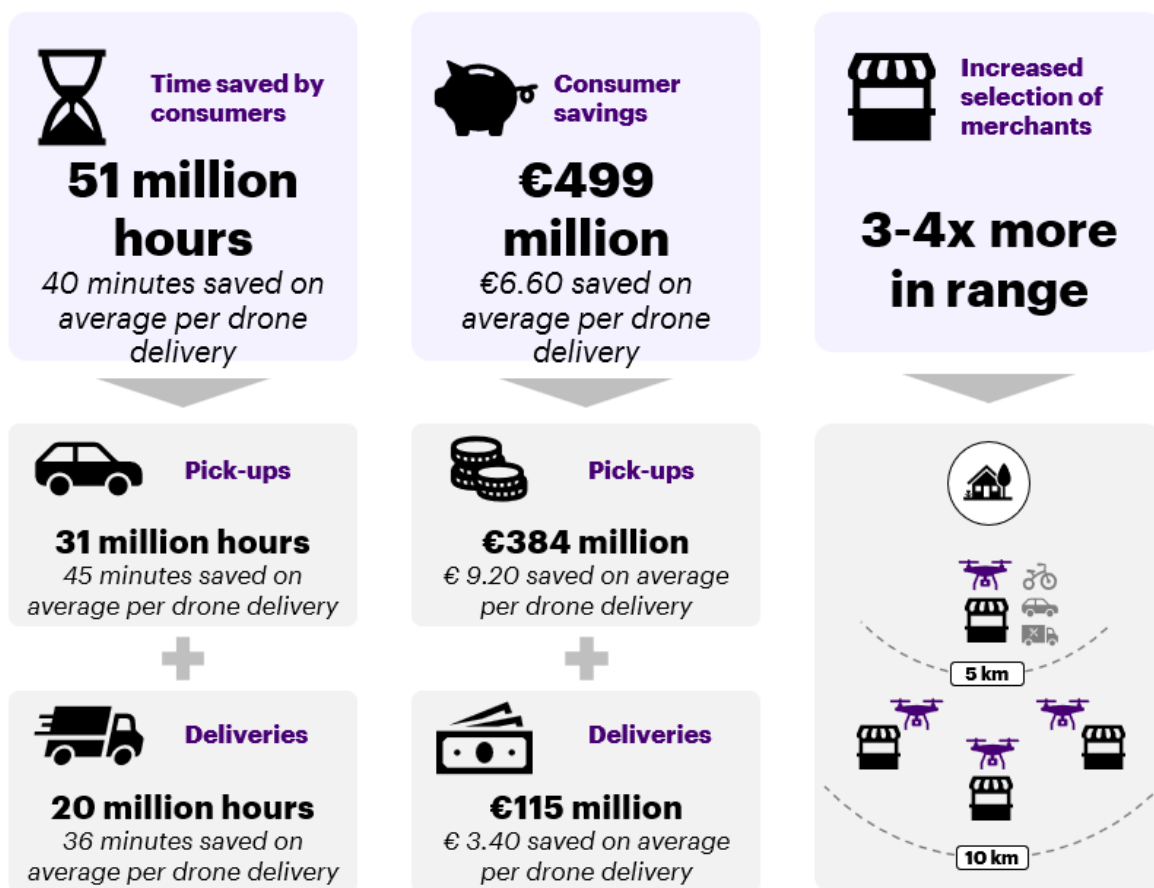 Time saved by
consumers
51 million
hours
40 minutes saved on
average per drone
delivery
Pick-ups
31 million hours
45 minutes saved on
average per drone delivery
Deliveries
20 million hours
36 minutes saved on
average per drone delivery
Consumer
savings
€499
million
€6.60 saved on
average per drone
delivery
Pick-ups
€384 million
€ 9.20 saved on average
per drone delivery
Deliveries
€115 million
€ 3.40 saved on average
per drone delivery
Increased
selection of
merchants
3-4x more
in range
5 km
10 km